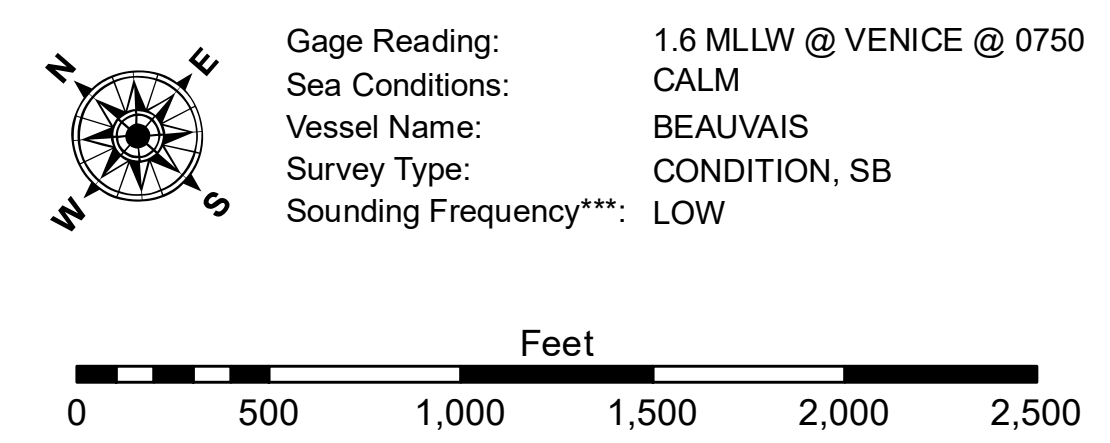 N E
W S
Gage Reading: 1.6 MLLW @ VENICE @ 0750
Sea Conditions: CALM
Vessel Name: BEAUVAIS
Survey Type: CONDITION, SB
Sounding Frequency***: LOW
Feet
0 500 1,000 1,500 2,000 2,500